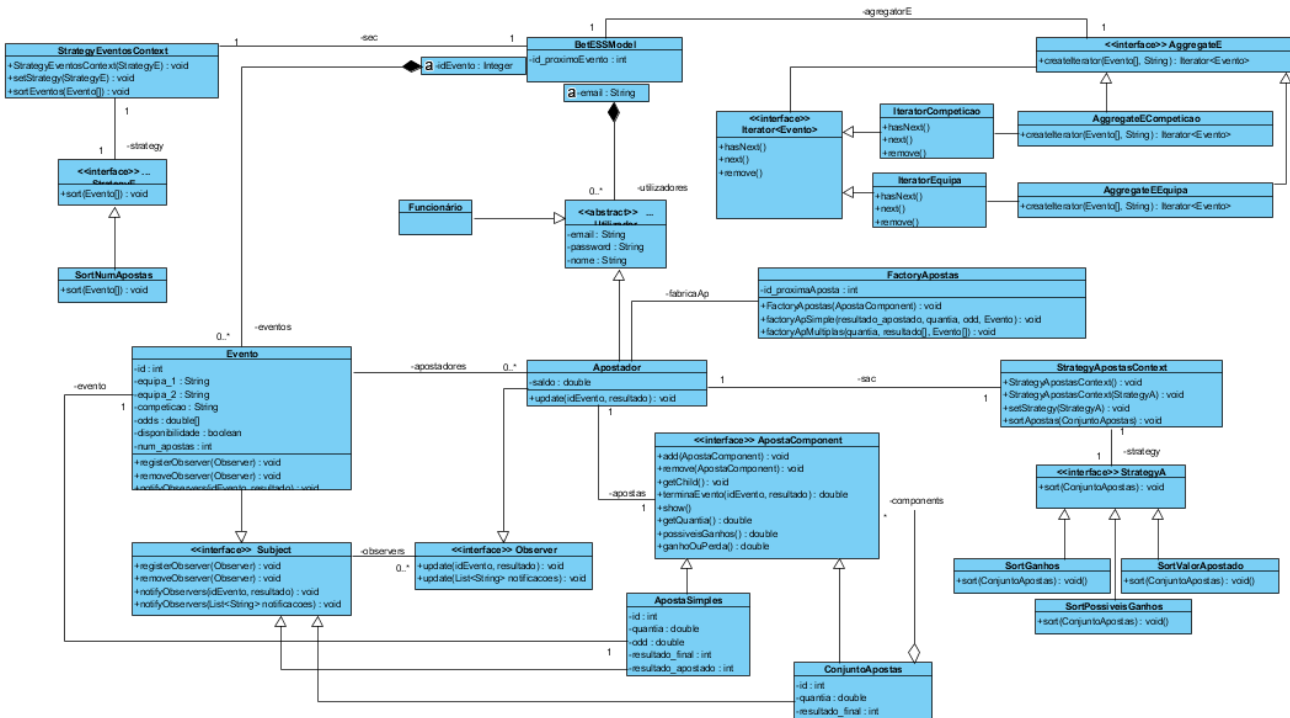 -agregatorE
1
1
StrategyEventosContext
+StrategyEventosContext(StrategyE) : void
+setStrategy(StrategyE) : void
+sortEventos(Evento[]) : void
1
-sec
1
BetESSModel
-id_proximoEvento : int
a -idEvento : Integer
a -email : String
<<interface>> AggregateE
+createIterator(Evento[], String) : Iterator<Evento>
1
-strategy
1
<<interface>> ...
StrategyE
+sort(Evento[]) : void
<<interface>>
Iterator<Evento>
+hasNext()
+next()
+remove()
IteratorCompeticao
+hasNext()
+next()
+remove()
AggregateECompeticao
+createIterator(Evento[], String) : Iterator<Evento>
IteratorEquipa
+hasNext()
+next()
+remove()
AggregateEEquipa
+createIterator(Evento[], String) : Iterator<Evento>
0..*
-utilizadores
Funcionário
<<abstract>> ...
Utilizador
-email : String
-password : String
-nome : String
SortNumApostas
+sort(Evento[]) : void
FactoryApostas
-id_proximaAposta : int
+FactoryApostas(ApostaComponent) : void
+factoryApSimple(resultado_apostado, quantia, odd, Evento) : void
+factoryApMultiplas(quantia, resultado[], Evento[]) : void
-fabricaAp
-eventos
0..*
Evento
-id : int
-equipa_1 : String
-equipa_2 : String
-competicao : String
-odds : double[]
-disponibilidade : boolean
-num_apostas : int
+registerObserver(Observer) : void
+removeObserver(Observer) : void
+notifyObservers(idEvento, resultado) : void
-apostadores
0..*
-evento
1
Apostador
-saldo : double
+update(idEvento, resultado) : void
1
-sac
1
1
StrategyApostasContext
+StrategyApostasContext() : void
+StrategyApostasContext(StrategyA) : void
+setStrategy(StrategyA) : void
+sortApostas(ConjuntoApostas) : void
1
-strategy
1
<<interface>> StrategyA
+sort(ConjuntoApostas) : void
<<interface>> ApostaComponent
+add(ApostaComponent) : void
+remove(ApostaComponent) : void
+getChild() : void
+terminaEvento(idEvento, resultado) : double
+show()
+getQuantia() : double
+possiveisGanhos() : double
+ganhoOuPerda() : double
-apostas
1
-components
*
<<interface>> Subject
+registerObserver(Observer) : void
+removeObserver(Observer) : void
+notifyObservers(idEvento, resultado) : void
+notifyObservers(List<String> notificacoes) : void
-observers
0..*
<<interface>> Observer
+update(idEvento, resultado) : void
+update(List<String> notificacoes) : void
SortGanhos
+sort(ConjuntoApostas) : void()
SortValorApostado
+sort(ConjuntoApostas) : void()
SortPossiveisGanhos
+sort(ConjuntoApostas) : void()
ApostaSimples
-id : int
-quantia : double
-odd : double
-resultado_final : int
-resultado_apostado : int
1
ConjuntoApostas
-id : int
-quantia : double
-resultado_final : int